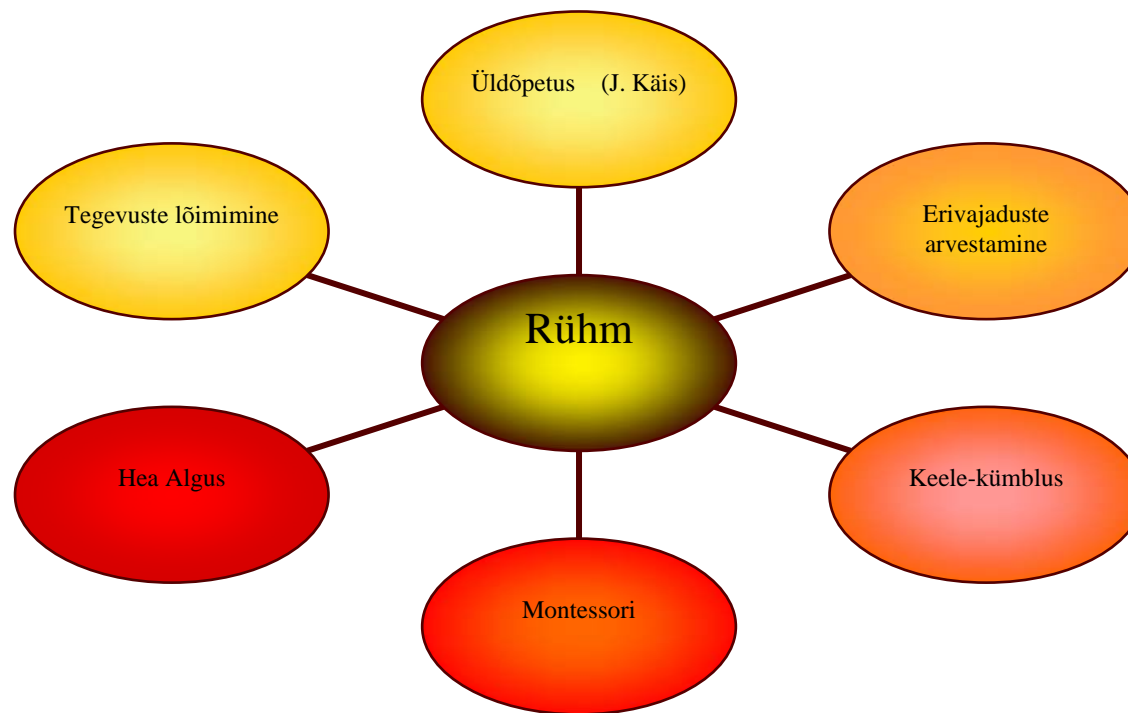 Üldõpetus (J. Käis)
Tegevuste lõimimine
Erivajaduste
arvestamine
Rühm
Hea Algus
Keele-kümblus
Montessori